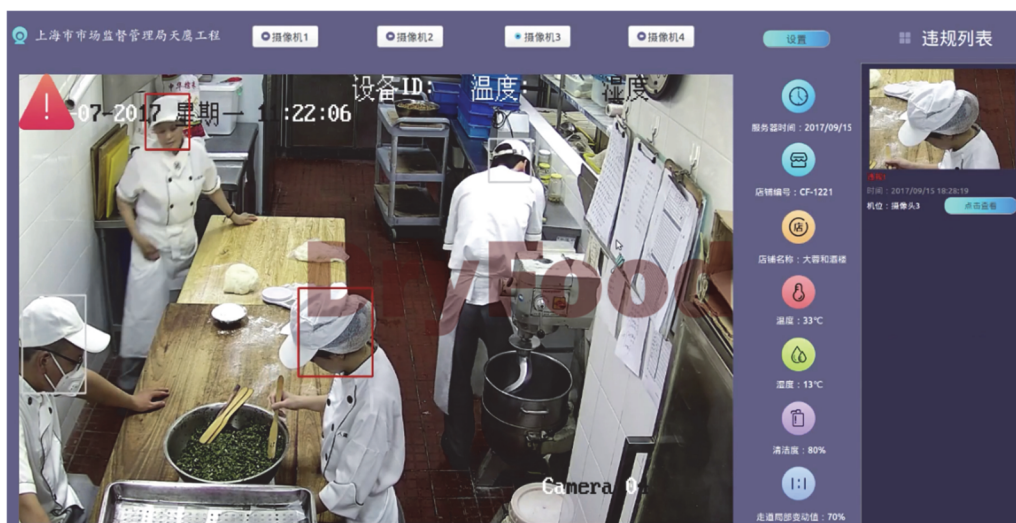 上海市市场监督管理局天鹰工程
摄像机1
摄像机2
摄像机3
摄像机4
设置
违规列表
设备ID:
温度:
湿度:
-07-2017 星期一 11:22:06
DryFood
Camera 0
服务器时间：2017/09/15
店铺编号：CF-1221
店
店铺名称：大蓉和酒楼
温度：33℃
湿度：13℃
清洁度：80%
1:1
走道局部变动值：70%
时间：2017/09/15 18:28:19
机位：摄像头3
点击查看